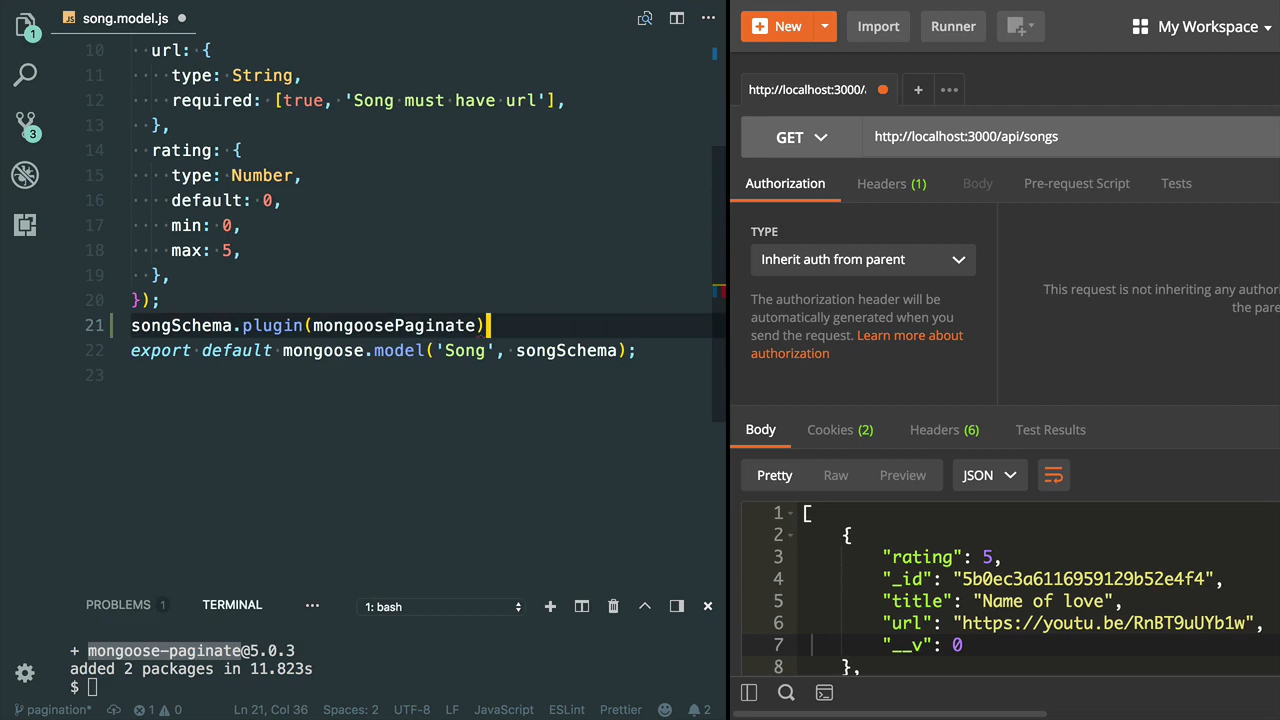 song.model.js
10 url: {
11 type: String,
12 required: [true, 'Song must have url'],
13 },
14 rating: {
15 type: Number,
16 default: 0,
17 min: 0,
18 max: 5,
19 },
20 });
21 songSchema.plugin(mongoosePaginate)
22 export default mongoose.model('Song', songSchema);
23
1
3
PROBLEMS 1 TERMINAL ··· 1: bash
+ mongoose-paginate@5.0.3
added 2 packages in 11.823s
$
pagination* 1 0 Ln 21, Col 36 Spaces: 2 UTF-8 LF JavaScript ESLint Prettier 2
New Import Runner My Workspace
http://localhost:3000/a + ···
GET http://localhost:3000/api/songs
Authorization Headers (1) Body Pre-request Script Tests
TYPE
Inherit auth from parent
The authorization header will be
automatically generated when you
send the request. Learn more about
authorization
This request is not inheriting any author
the pare
Body Cookies (2) Headers (6) Test Results
Pretty Raw Preview JSON
1 [
2 {
3 "rating": 5,
4 "_id": "5b0ec3a6116959129b52e4f4",
5 "title": "Name of love",
6 "url": "https://youtu.be/RnBT9uUYb1w",
7 "__v": 0
8 },